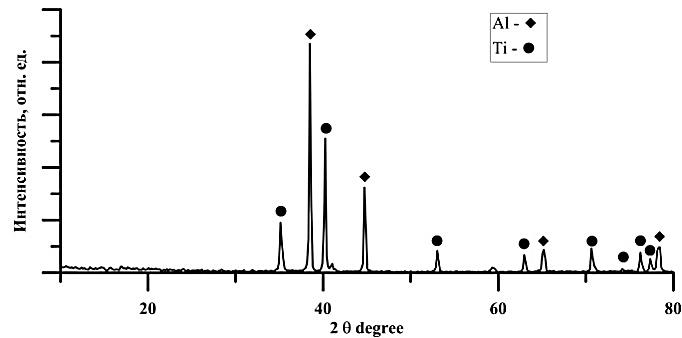 Al - ◆
Ti - ●
Интенсивность, отн. ед.
20
40
60
80
2 θ degree